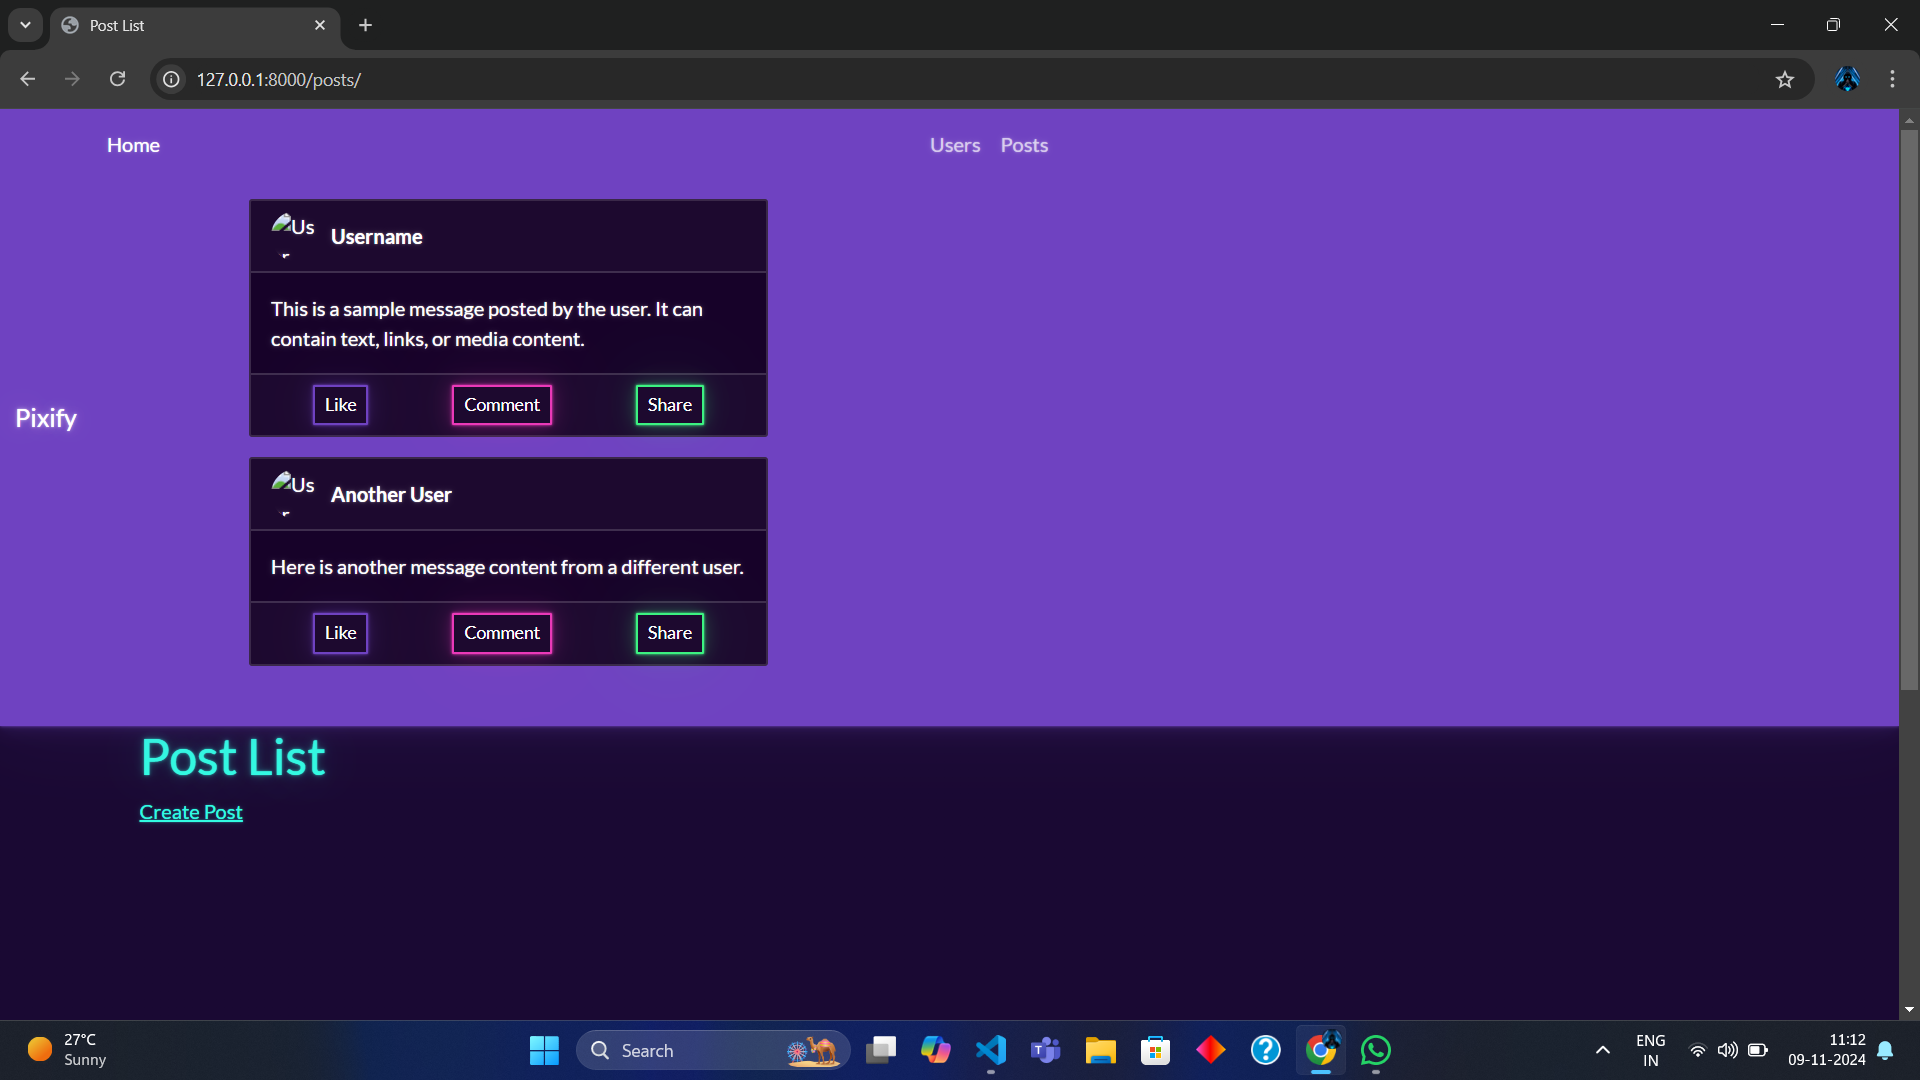 Post List
127.0.0.1:8000/posts/
Home
Users Posts
Us
r
Username
This is a sample message posted by the user. It can
contain text, links, or media content.
Like Comment Share
Pixify
Us
r
Another User
Here is another message content from a different user.
Like Comment Share
Post List
Create Post
27°C
Sunny
Search
ENG
IN
11:12
09-11-2024